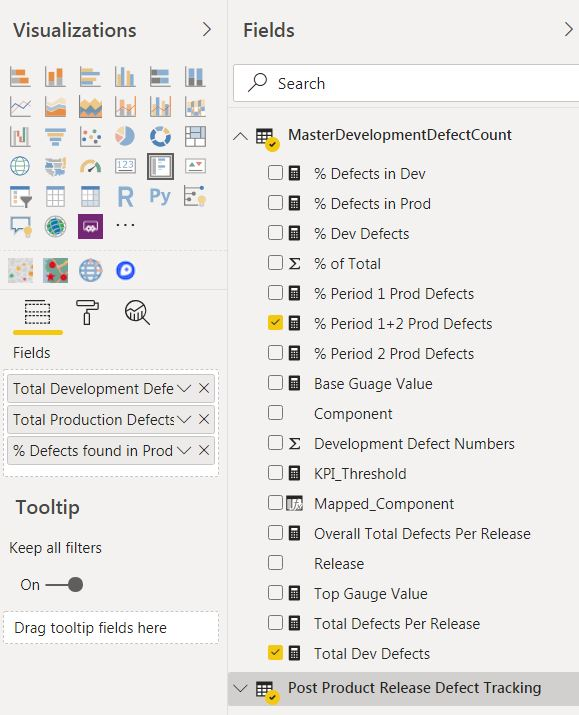 Visualizations
Fields
Search
MasterDevelopmentDefectCount
% Defects in Dev
% Defects in Prod
% Dev Defects
% of Total
% Period 1 Prod Defects
% Period 1+2 Prod Defects
% Period 2 Prod Defects
Base Guage Value
Component
Development Defect Numbers
KPI_Threshold
Mapped_Component
Overall Total Defects Per Release
Release
Top Gauge Value
Total Defects Per Release
Total Dev Defects
Post Product Release Defect Tracking
123
R
Py
Fields
Total Development Defe
Total Production Defects
% Defects found in Prod
Tooltip
Keep all filters
On
Drag tooltip fields here